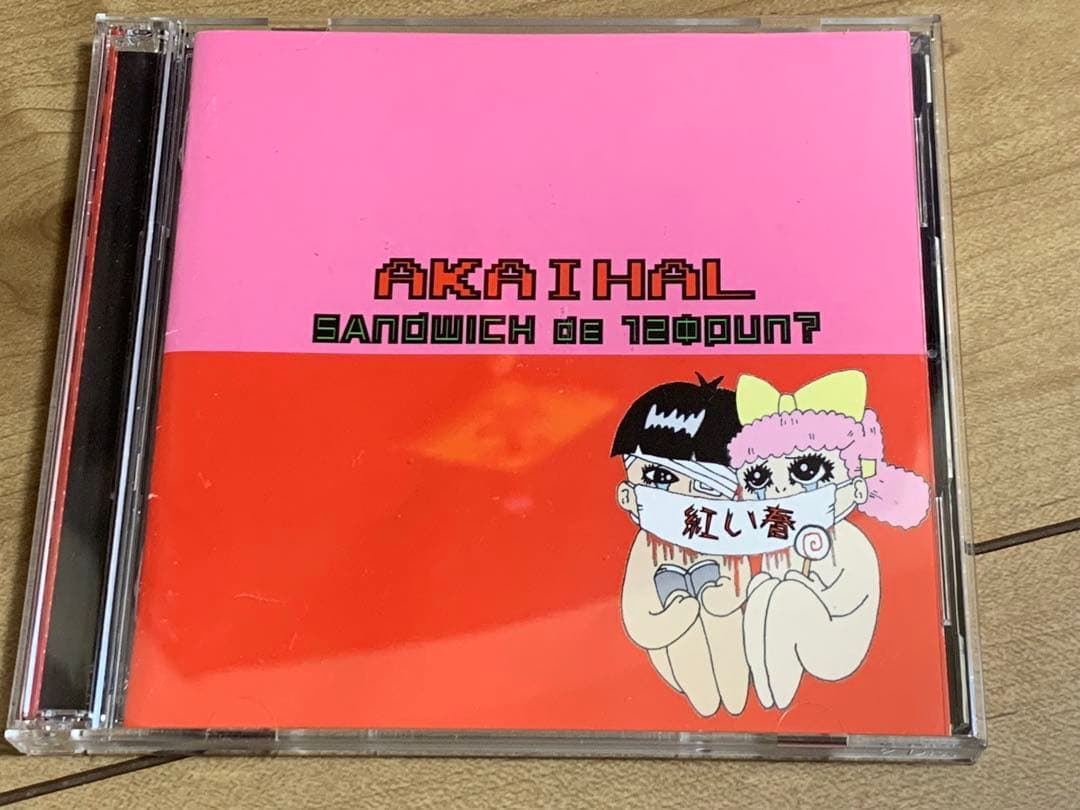 AKAIHAL
SANDWICH de 120pun?
紅い春